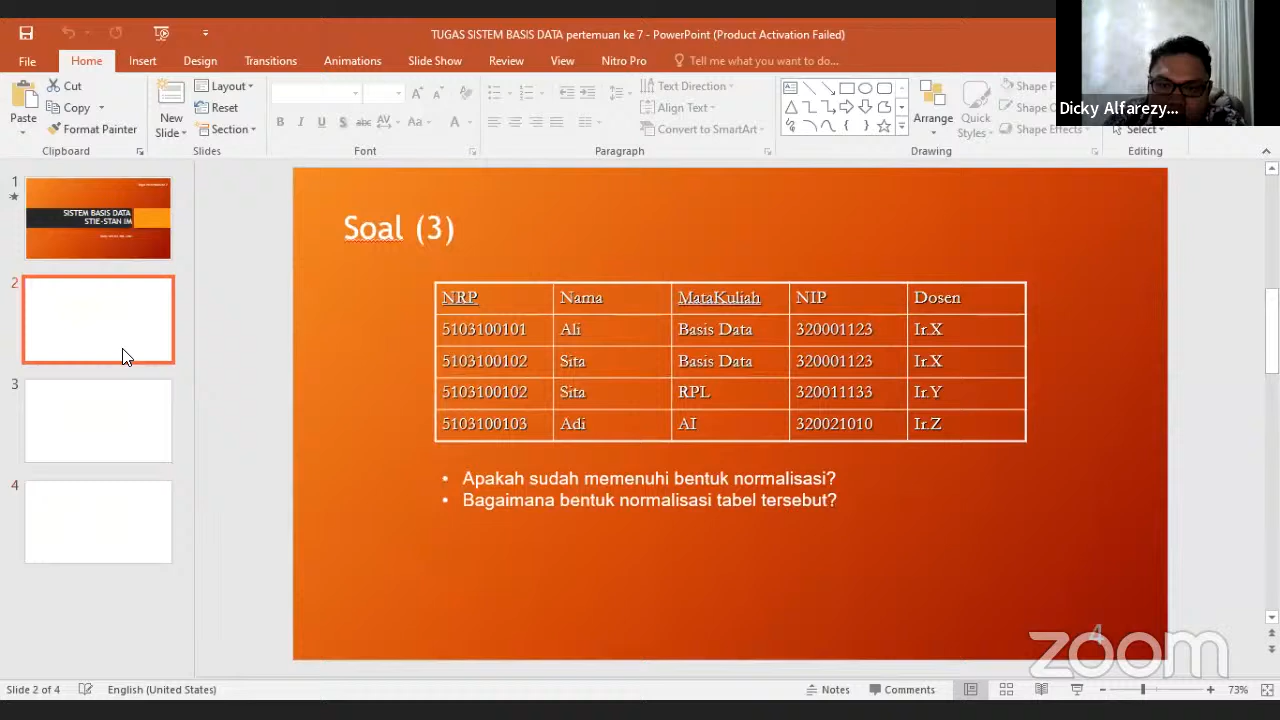 TUGAS SISTEM BASIS DATA pertemuan ke 7 - PowerPoint (Product Activation Failed)
File Home Insert Design Transitions Animations Slide Show Review View Nitro Pro Tell me what you want to do...
Dicky Alfarezy...
Paste
Cut
Copy
Format Painter
New Slide
Layout
Reset
Section
Text Direction
Align Text
Convert to SmartArt
Arrange
Quick Styles
Shape Effects
Select
Clipboard Slides Font Paragraph Drawing Editing
1
SISTEM BASIS DATA
STIE-STAN IM
2
3
4
Soal (3)
NRP Nama MataKuliah NIP Dosen
5103100101 Ali Basis Data 320001123 Ir.X
5103100102 Sita Basis Data 320001123 Ir.X
5103100102 Sita RPL 320011133 Ir.Y
5103100103 Adi AI 320021010 Ir.Z
• Apakah sudah memenuhi bentuk normalisasi?
• Bagaimana bentuk normalisasi tabel tersebut?
4
zoom
Slide 2 of 4 English (United States) Notes Comments 73%